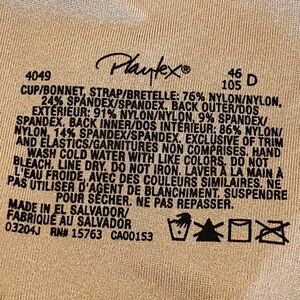 Playtex®
4049 46 D
105
CUP/BONNET, STRAP/BRETELLE: 76% NYLON/NYLON,
24% SPANDEX/SPANDEX. BACK OUTER/DOS
EXTÉRIEUR: 91% NYLON/NYLON, 9% SPANDEX/
SPANDEX. BACK INNER/DOS INTÉRIEUR: 86% NYLON/
NYLON, 14% SPANDEX/SPANDEX. EXCLUSIVE OF TRIM
AND ELASTICS/GARNITURES NON COMPRISES. HAND
WASH COLD WATER WITH LIKE COLORS. DO NOT
BLEACH. LINE DRY. DO NOT IRON. LAVER À LA MAIN À
L'EAU FROIDE, AVEC DES COULEURS SIMILAIRES. NE
PAS UTILISER D'AGENT DE BLANCHIMENT. SUSPENDRE
POUR SÉCHER. NE PAS REPASSER.
MADE IN EL SALVADOR/
FABRIQUÉ AU SALVADOR
03204J RN# 15763 CA00153